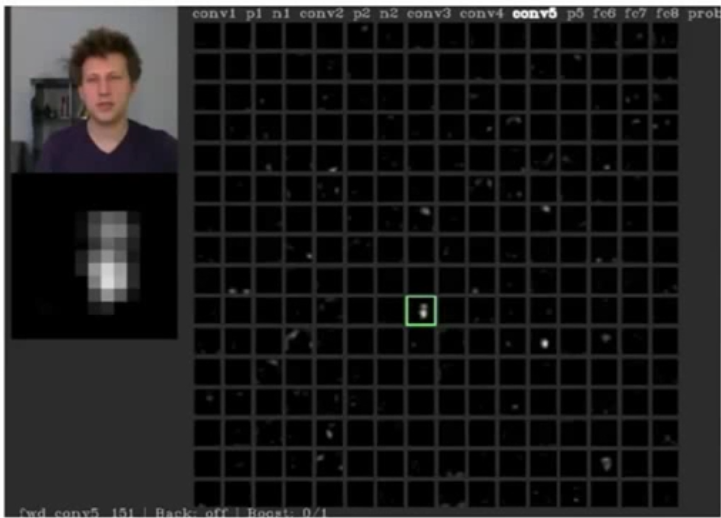 conv1 p1 n1 conv2 p2 n2 conv3 conv4 conv5 p5 fc6 fc7 fc8 prob
fwd conv5_151 | Back: off | Boost: 0/1